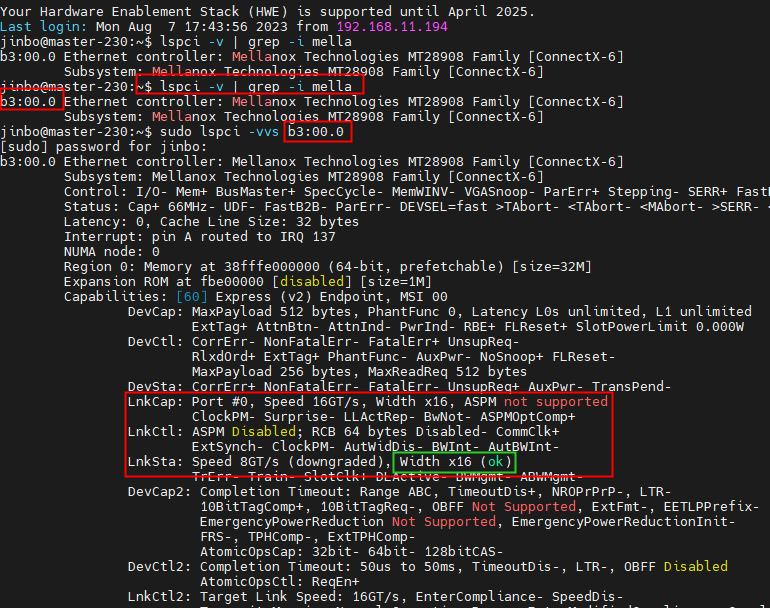 Your Hardware Enablement Stack (HWE) is supported until April 2025.
Last login: Mon Aug  7 17:43:56 2023 from 192.168.11.194
jinbo@master-230:~$ lspci -v | grep -i mella
b3:00.0 Ethernet controller: Mellanox Technologies MT28908 Family [ConnectX-6]
Subsystem: Mellanox Technologies MT28908 Family [ConnectX-6]
jinbo@master-230:~$ lspci -v | grep -i mella
b3:00.0 Ethernet controller: Mellanox Technologies MT28908 Family [ConnectX-6]
Subsystem: Mellanox Technologies MT28908 Family [ConnectX-6]
jinbo@master-230:~$ sudo lspci -vvs b3:00.0
[sudo] password for jinbo:
b3:00.0 Ethernet controller: Mellanox Technologies MT28908 Family [ConnectX-6]
Subsystem: Mellanox Technologies MT28908 Family [ConnectX-6]
Control: I/O- Mem+ BusMaster+ SpecCycle- MemWINV- VGASnoop- ParErr+ Stepping- SERR+ FastB
Status: Cap+ 66MHz- UDF- FastB2B- ParErr- DEVSEL=fast >TAbort- <TAbort- <MAbort- >SERR- <
Latency: 0, Cache Line Size: 32 bytes
Interrupt: pin A routed to IRQ 137
NUMA node: 0
Region 0: Memory at 38fffe000000 (64-bit, prefetchable) [size=32M]
Expansion ROM at fbe00000 [disabled] [size=1M]
Capabilities: [60] Express (v2) Endpoint, MSI 00
DevCap: MaxPayload 512 bytes, PhantFunc 0, Latency L0s unlimited, L1 unlimited
ExtTag+ AttnBtn- AttnInd- PwrInd- RBE+ FLReset+ SlotPowerLimit 0.000W
DevCtl: CorrErr- NonFatalErr- FatalErr+ UnsupReq-
RlxdOrd+ ExtTag+ PhantFunc- AuxPwr- NoSnoop+ FLReset-
MaxPayload 256 bytes, MaxReadReq 512 bytes
DevSta: CorrErr+ NonFatalErr- FatalErr- UnsupReq+ AuxPwr- TransPend-
LnkCap: Port #0, Speed 16GT/s, Width x16, ASPM not supported
ClockPM- Surprise- LLActRep- BwNot- ASPMOptComp+
LnkCtl: ASPM Disabled; RCB 64 bytes Disabled- CommClk+
ExtSynch- ClockPM- AutWidDis- BWInt- AutBWInt-
LnkSta: Speed 8GT/s (downgraded), Width x16 (ok)
TrErr- Train- SlotClk+ DLActive- BWMgmt- ABWMgmt-
DevCap2: Completion Timeout: Range ABC, TimeoutDis+, NROPrPrP-, LTR-
10BitTagComp+, 10BitTagReq-, OBFF Not Supported, ExtFmt-, EETLPPrefix-
EmergencyPowerReduction Not Supported, EmergencyPowerReductionInit-
FRS-, TPHComp-, ExtTPHComp-
AtomicOpsCap: 32bit- 64bit- 128bitCAS-
DevCtl2: Completion Timeout: 50us to 50ms, TimeoutDis-, LTR-, OBFF Disabled
AtomicOpsCtl: ReqEn+
LnkCtl2: Target Link Speed: 16GT/s, EnterCompliance- SpeedDis-